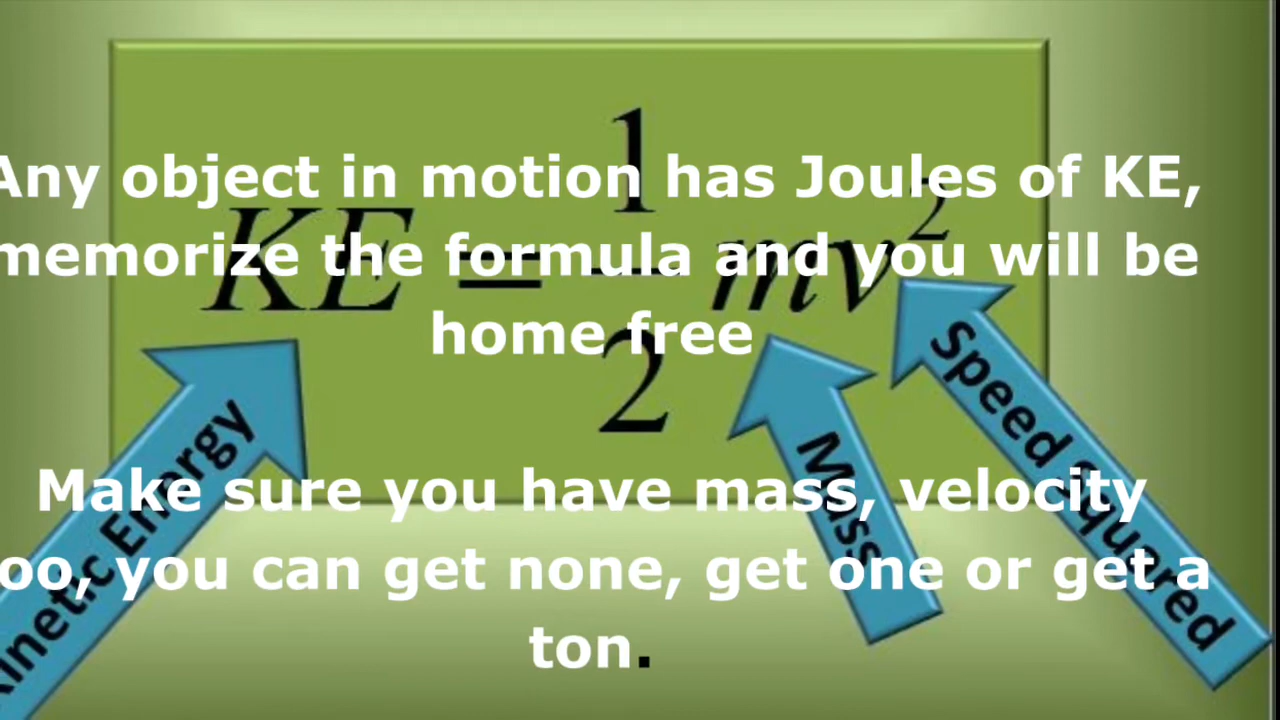 Any object in motion has Joules of KE,
memorize the formula and you will be
home free
Make sure you have mass, velocity
oo, you can get none, get one or get a
ton.
KE = 1/2 mv²
Kinetic Energy
Mass
Speed Squared